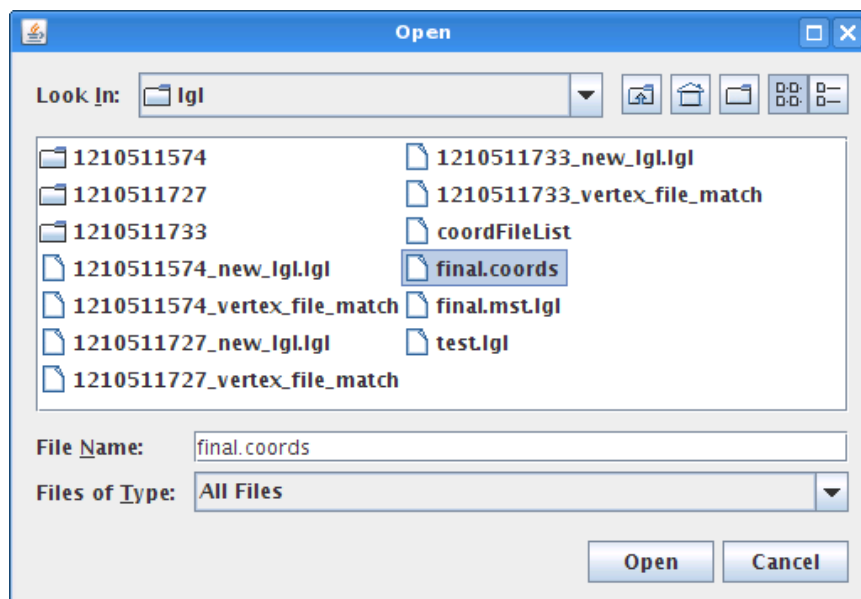 Open
Look In: lgl
1210511574
1210511727
1210511733
1210511574_new_lgl.lgl
1210511574_vertex_file_match
1210511727_new_lgl.lgl
1210511727_vertex_file_match
1210511733_new_lgl.lgl
1210511733_vertex_file_match
coordFileList
final.coords
final.mst.lgl
test.lgl
File Name: final.coords
Files of Type: All Files
Open Cancel